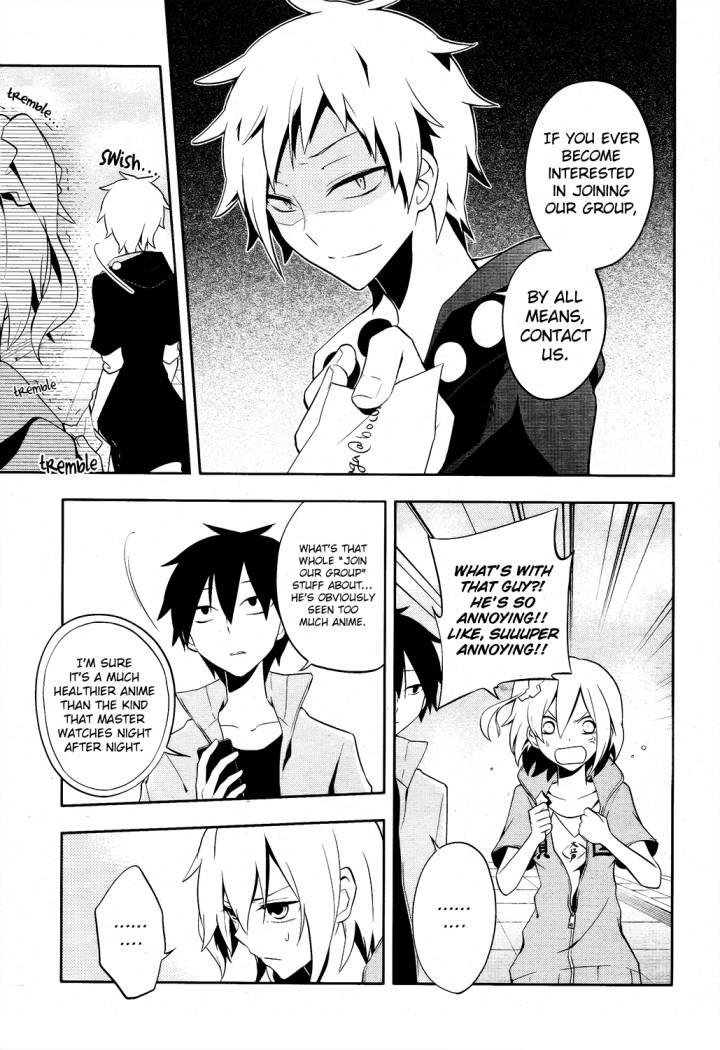 IF YOU EVER
BECOME
INTERESTED
IN JOINING
OUR GROUP,
BY ALL
MEANS,
CONTACT
US.
tremble...
swish...
tremble
tremble
WHAT'S WITH
THAT GUY?!
HE'S SO
ANNOYING!!
LIKE, SUUUPER
ANNOYING!!
......
....
WHAT'S THAT
WHOLE "JOIN
OUR GROUP"
STUFF ABOUT...
HE'S OBVIOUSLY
SEEN TOO
MUCH ANIME.
I'M SURE
IT'S A MUCH
HEALTHIER ANIME
THAN THE KIND
THAT MASTER
WATCHES NIGHT
AFTER NIGHT.
......
....